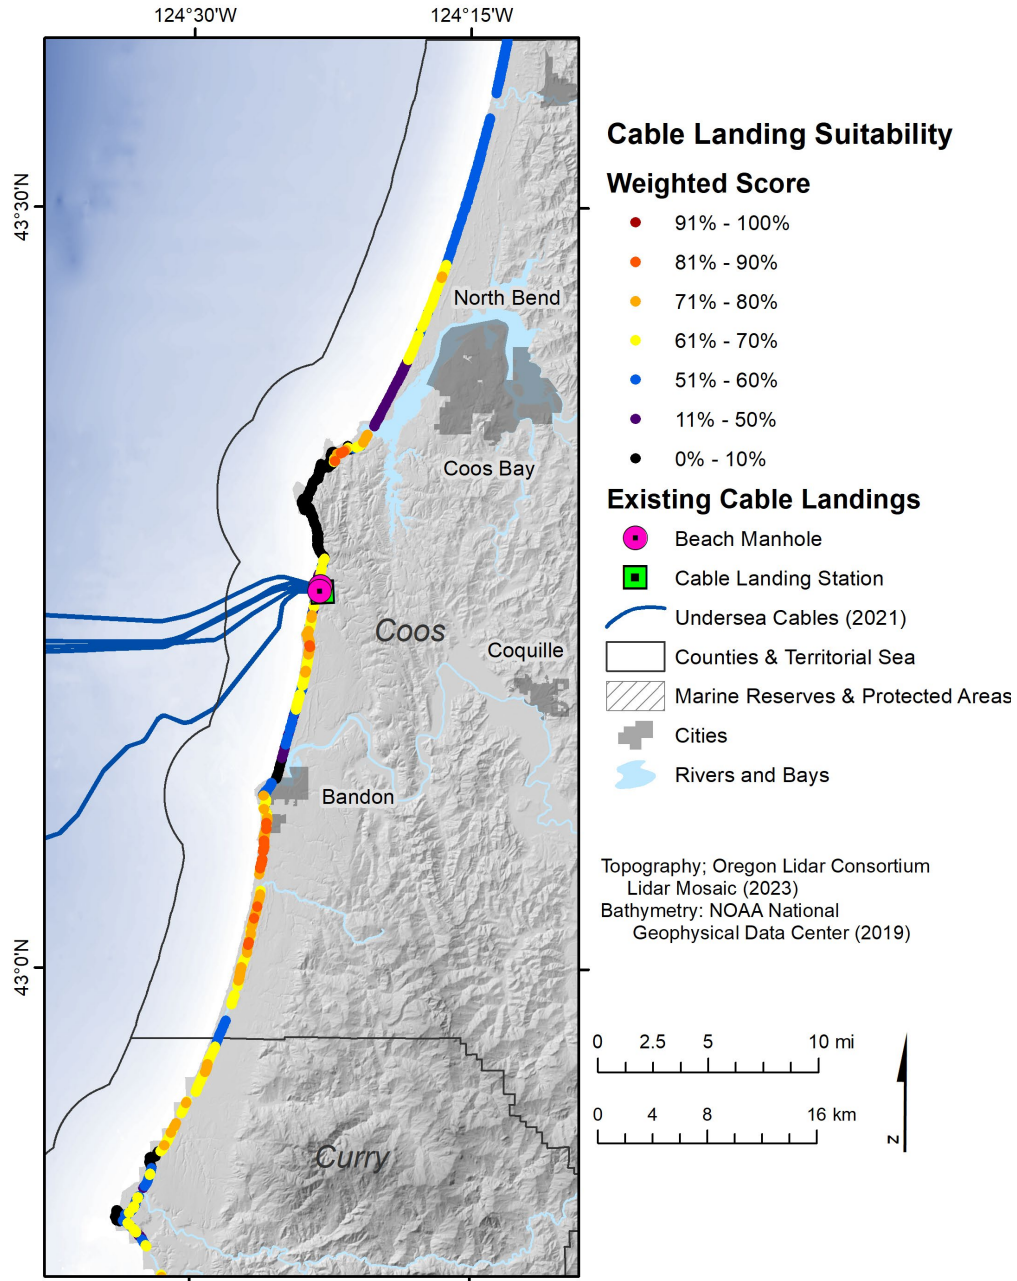 124°30'W
124°15'W
43°30'N
43°0'N
North Bend
Coos Bay
Coos
Coquille
Bandon
Curry
Cable Landing Suitability
Weighted Score
91% - 100%
81% - 90%
71% - 80%
61% - 70%
51% - 60%
11% - 50%
0% - 10%
Existing Cable Landings
Beach Manhole
Cable Landing Station
Undersea Cables (2021)
Counties & Territorial Sea
Marine Reserves & Protected Areas
Cities
Rivers and Bays
Topography; Oregon Lidar Consortium
Lidar Mosaic (2023)
Bathymetry: NOAA National
Geophysical Data Center (2019)
0 2.5 5 10 mi
0 4 8 16 km
N